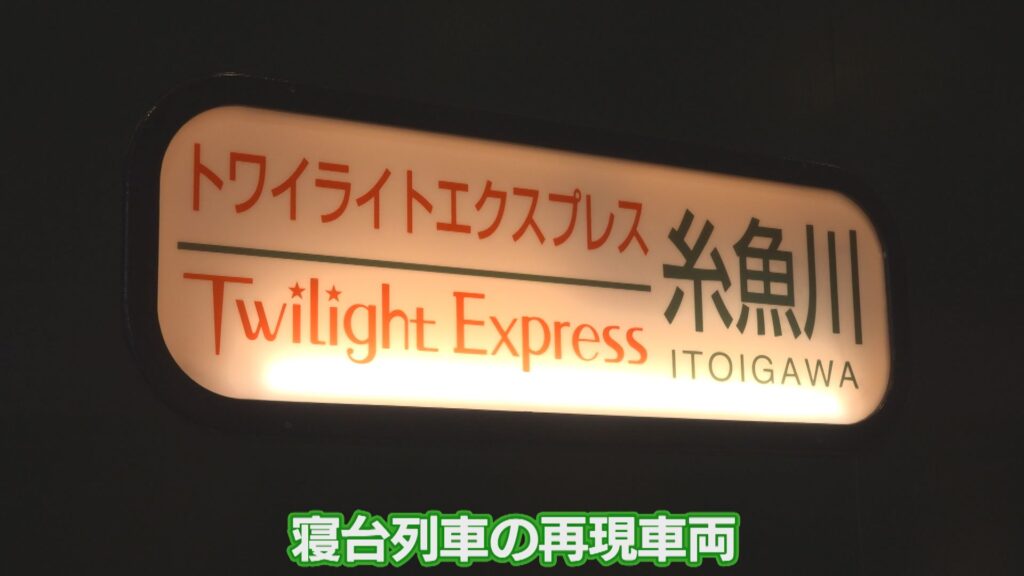 トワイライトエクスプレス
Twilight Express
糸魚川
ITOIGAWA
寝台列車の再現車両